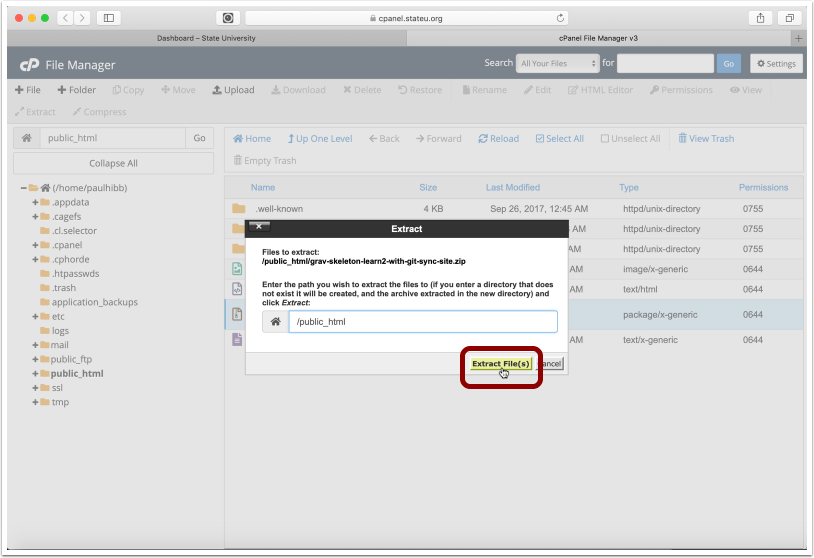 cpanel.stateu.org
Dashboard – State University
cPanel File Manager v3
cP File Manager
Search All Your Files for Go Settings
File Folder Copy Move Upload Download Delete Restore Rename Edit HTML Editor Permissions View
Extract Compress
public_html Go
Home Up One Level Back Forward Reload Select All Unselect All View Trash
Empty Trash
Collapse All
(/home/paulhibb)
.appdata
.cagefs
.cl.selector
.cpanel
.cphorde
.htpasswds
.trash
application_backups
etc
logs
mail
public_ftp
public_html
ssl
tmp
Name Size Last Modified Type Permissions
.well-known 4 KB Sep 26, 2017, 12:45 AM httpd/unix-directory 0755
AM httpd/unix-directory 0755
AM httpd/unix-directory 0755
AM image/x-generic 0644
AM text/html 0644
package/x-generic 0644
AM text/x-generic 0644
Extract
Files to extract:
/public_html/grav-skeleton-learn2-with-git-sync-site.zip
Enter the path you wish to extract the files to (if you enter a directory that does
not exist it will be created, and the archive extracted in the new directory) and
click Extract:
/public_html
Extract File(s) ancel